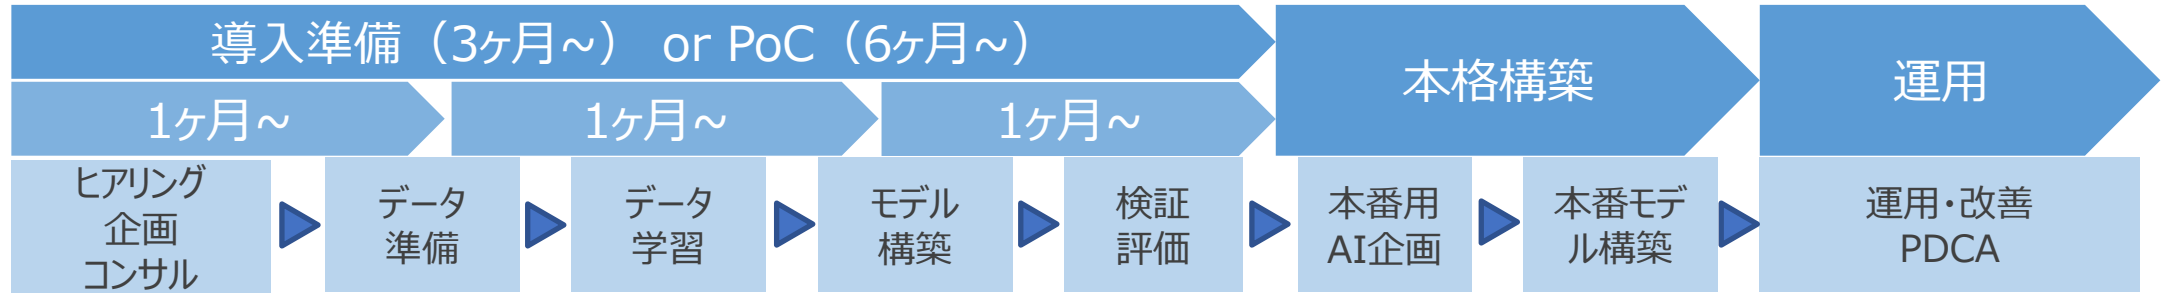 導入準備（3ヶ月~） or PoC（6ヶ月~）
本格構築
運用
1ヶ月~
1ヶ月~
1ヶ月~
ヒアリング
企画
コンサル
データ
準備
データ
学習
モデル
構築
検証
評価
本番用
AI企画
本番モデ
ル構築
運用・改善
PDCA